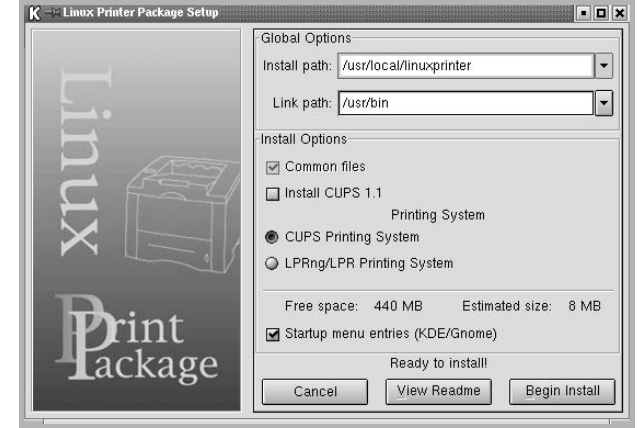 K Linux Printer Package Setup
Linux
Print
Package
Global Options
Install path: /usr/local/linuxprinter
Link path: /usr/bin
Install Options
Common files
Install CUPS 1.1
Printing System
CUPS Printing System
LPRng/LPR Printing System
Free space: 440 MB Estimated size: 8 MB
Startup menu entries (KDE/Gnome)
Ready to install!
Cancel View Readme Begin Install